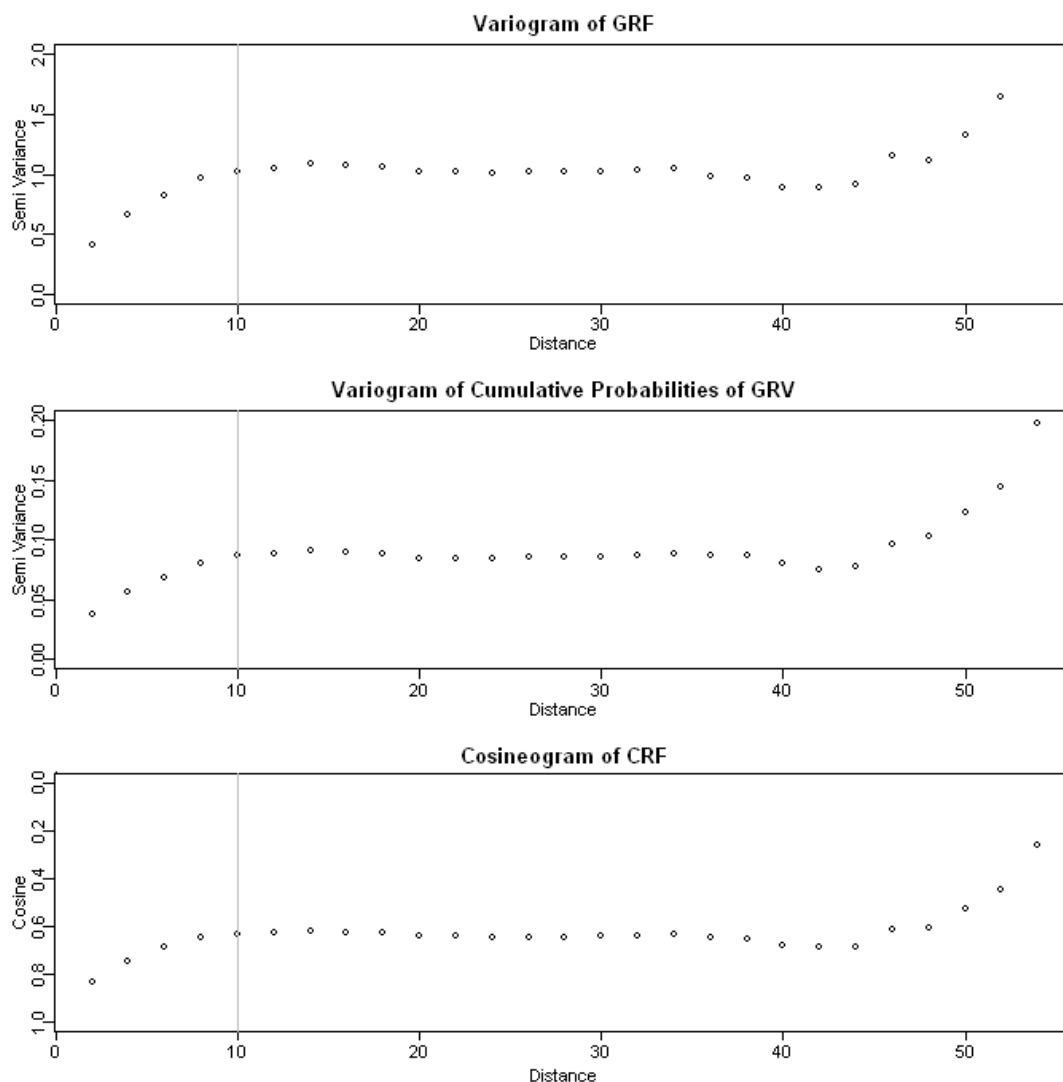 Variogram of GRF
Semi Variance
2.0
1.5
1.0
0.5
0.0
0 10 20 30 40 50
Distance
Variogram of Cumulative Probabilities of GRV
Semi Variance
0.20
0.15
0.10
0.05
0.00
0 10 20 30 40 50
Distance
Cosineogram of CRF
Cosine
0.0
0.2
0.4
0.6
0.8
1.0
0 10 20 30 40 50
Distance